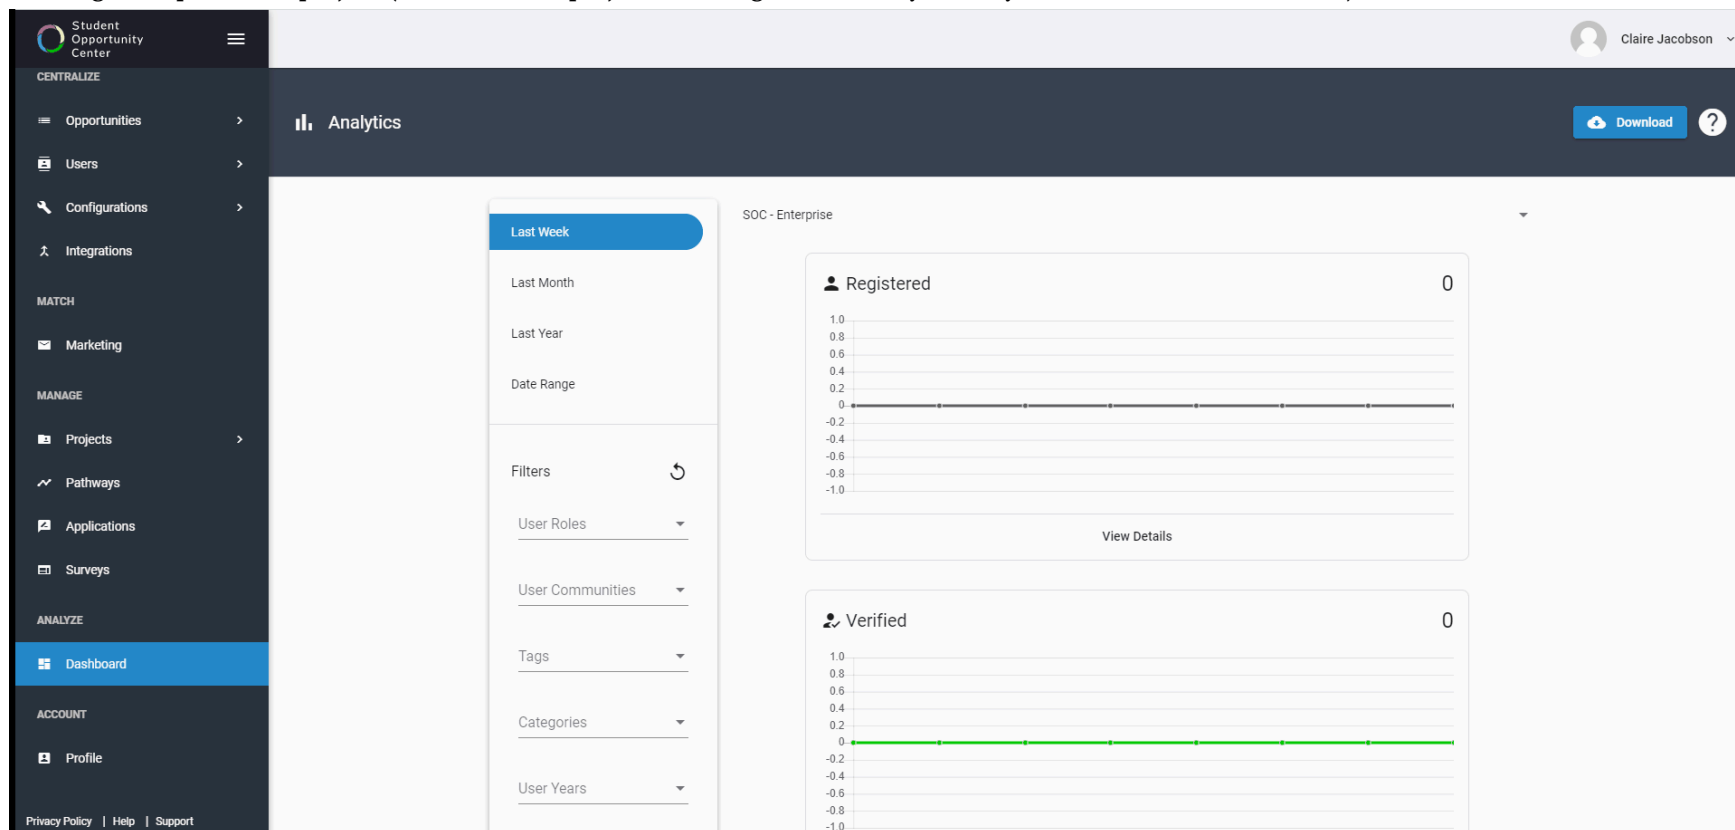 Student
Opportunity
Center
Claire Jacobson
CENTRALIZE
Opportunities
Users
Configurations
Integrations
MATCH
Marketing
MANAGE
Projects
Pathways
Applications
Surveys
ANALYZE
Dashboard
ACCOUNT
Profile
Privacy Policy | Help | Support
Analytics
Download
?
Last Week
Last Month
Last Year
Date Range
Filters
User Roles
User Communities
Tags
Categories
User Years
SOC - Enterprise
Registered 0
1.0
0.8
0.6
0.4
0.2
0
-0.2
-0.4
-0.6
-0.8
-1.0
View Details
Verified 0
1.0
0.8
0.6
0.4
0.2
0
-0.2
-0.4
-0.6
-0.8
-1.0